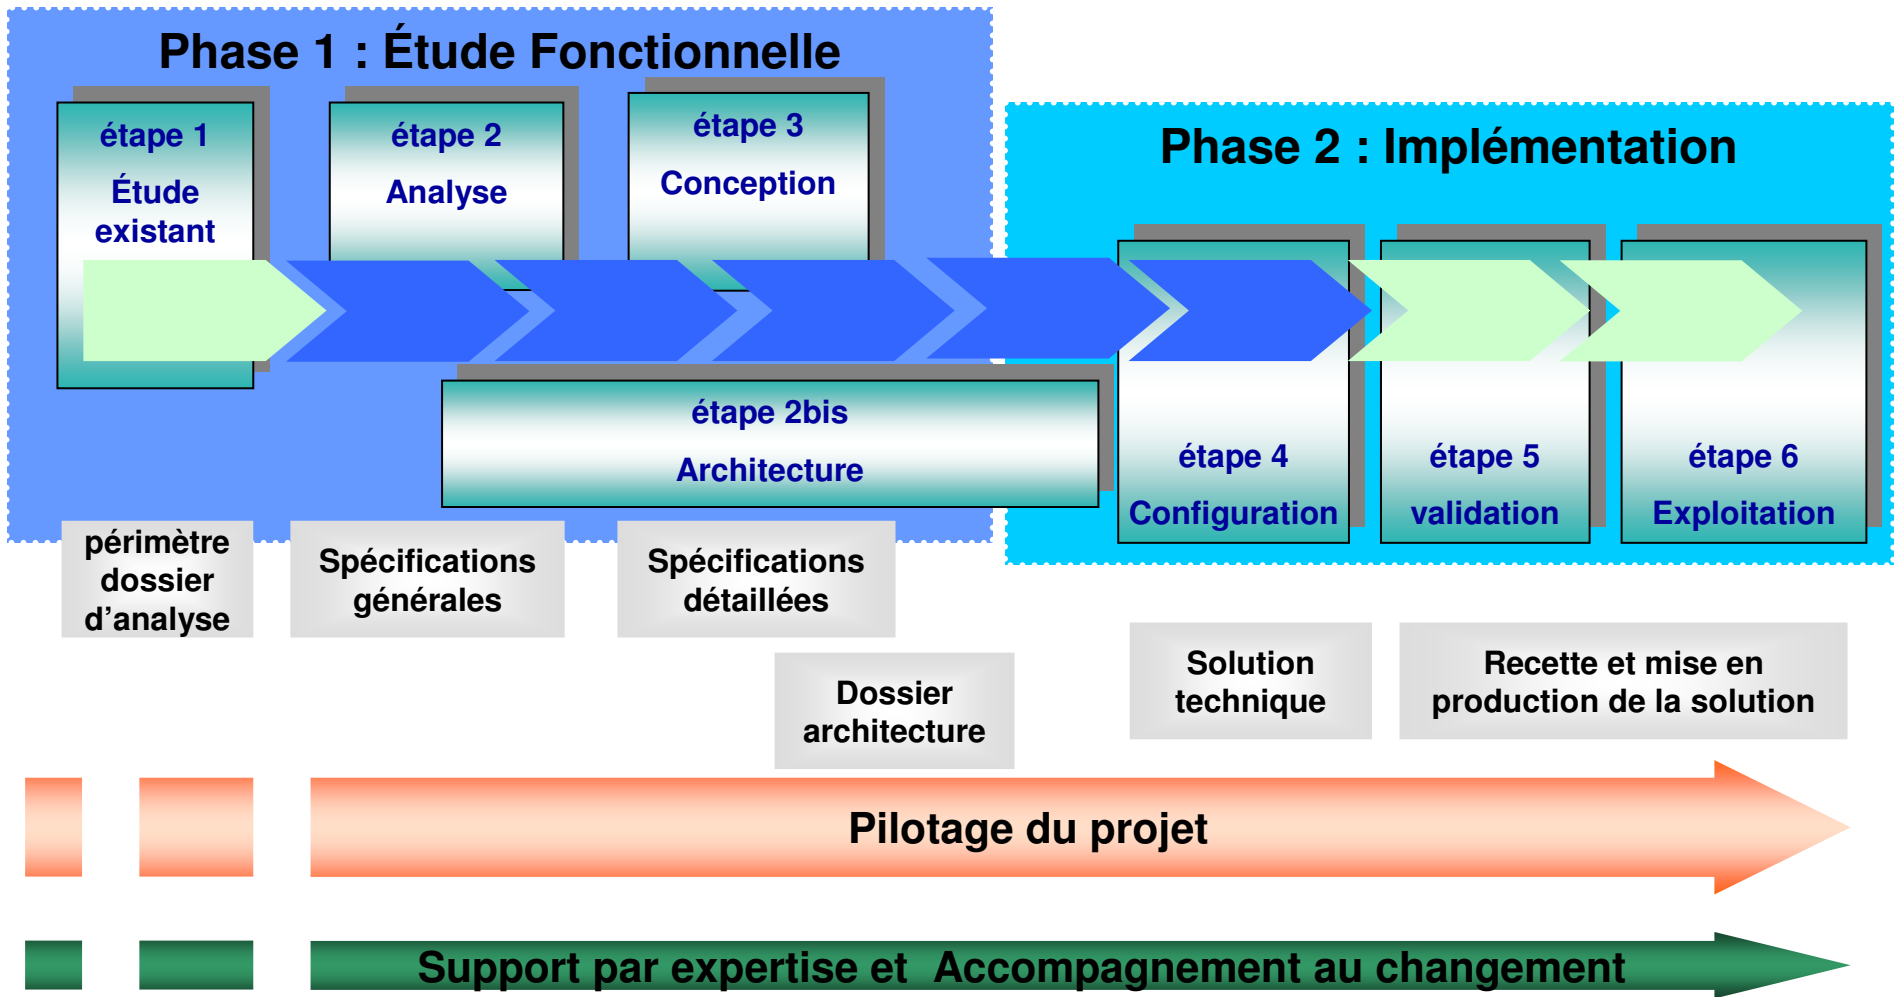 Phase 1 : Étude Fonctionnelle
étape 1
Étude
existant
étape 2
Analyse
étape 3
Conception
étape 2bis
Architecture
Phase 2 : Implémentation
étape 4
Configuration
étape 5
validation
étape 6
Exploitation
périmètre
dossier
d’analyse
Spécifications
générales
Spécifications
détaillées
Dossier
architecture
Solution
technique
Recette et mise en
production de la solution
Pilotage du projet
Support par expertise et Accompagnement au changement